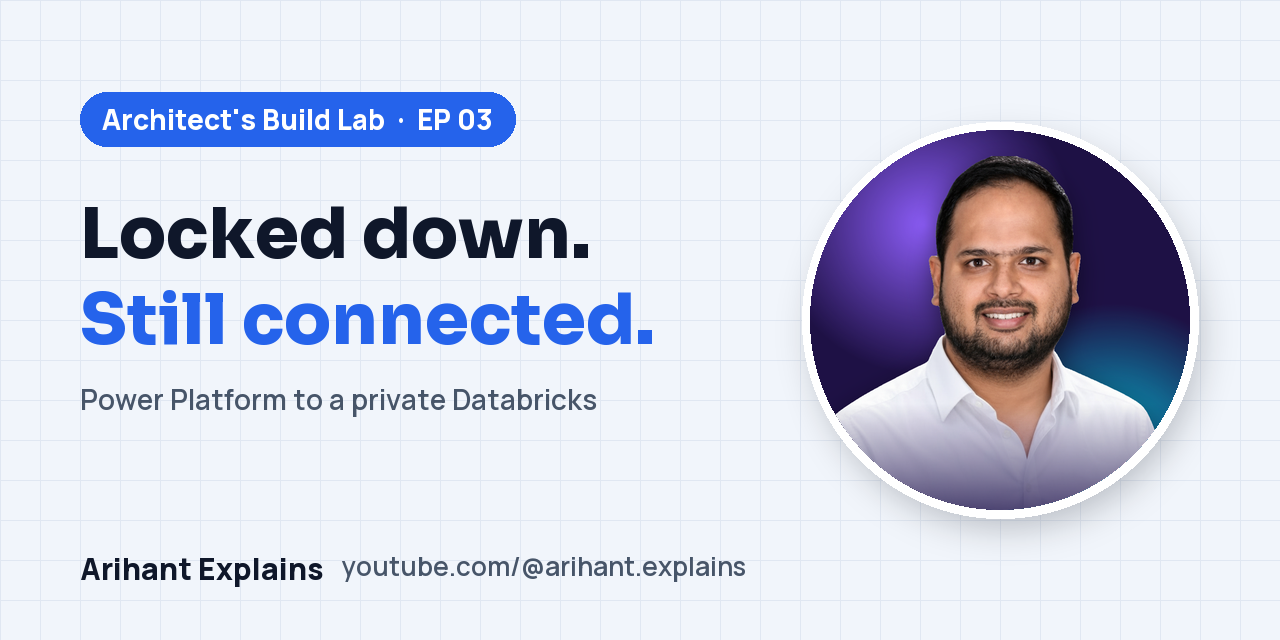 Architect's Build Lab · EP 03
Locked down.
Still connected.
Power Platform to a private Databricks
Arihant Explains youtube.com/@arihant.explains